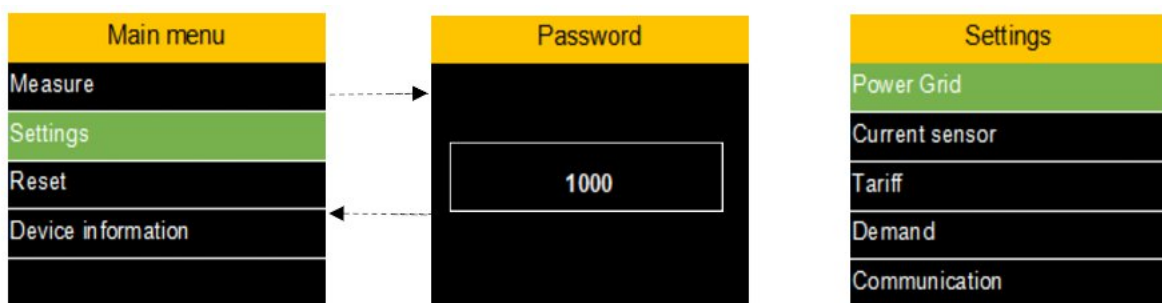 Main menu
Measure
Settings
Reset
Device information
Password
1000
Settings
Power Grid
Current sensor
Tariff
Demand
Communication